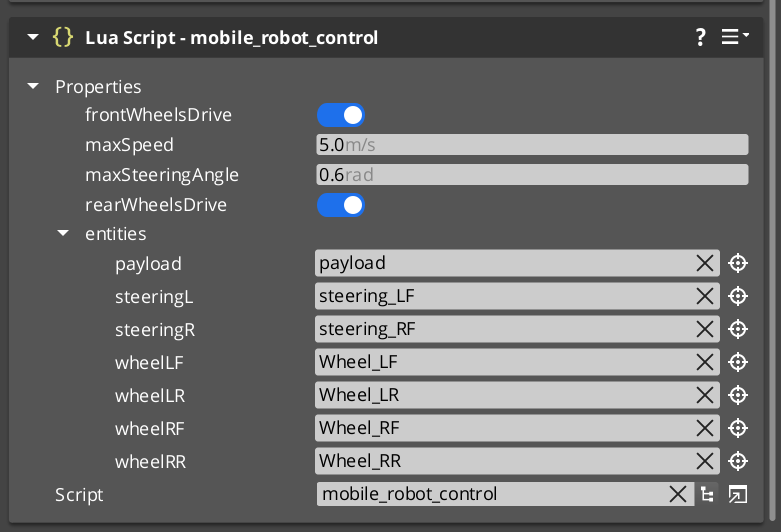 {} Lua Script - mobile_robot_control ?
Properties
frontWheelsDrive
maxSpeed 5.0m/s
maxSteeringAngle 0.6rad
rearWheelsDrive
entities
payload payload
steeringL steering_LF
steeringR steering_RF
wheelLF Wheel_LF
wheelLR Wheel_LR
wheelRF Wheel_RF
wheelRR Wheel_RR
Script mobile_robot_control